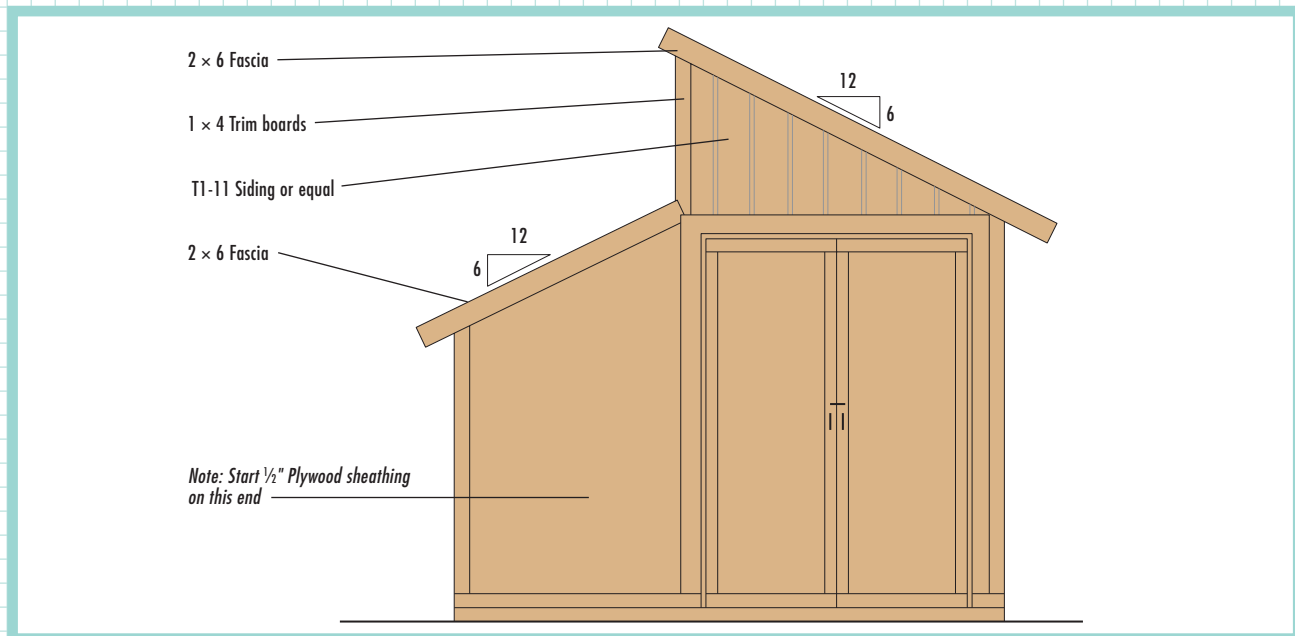 2 × 6 Fascia
12
6
1 × 4 Trim boards
T1-11 Siding or equal
12
6
2 × 6 Fascia
Note: Start ½" Plywood sheathing
on this end